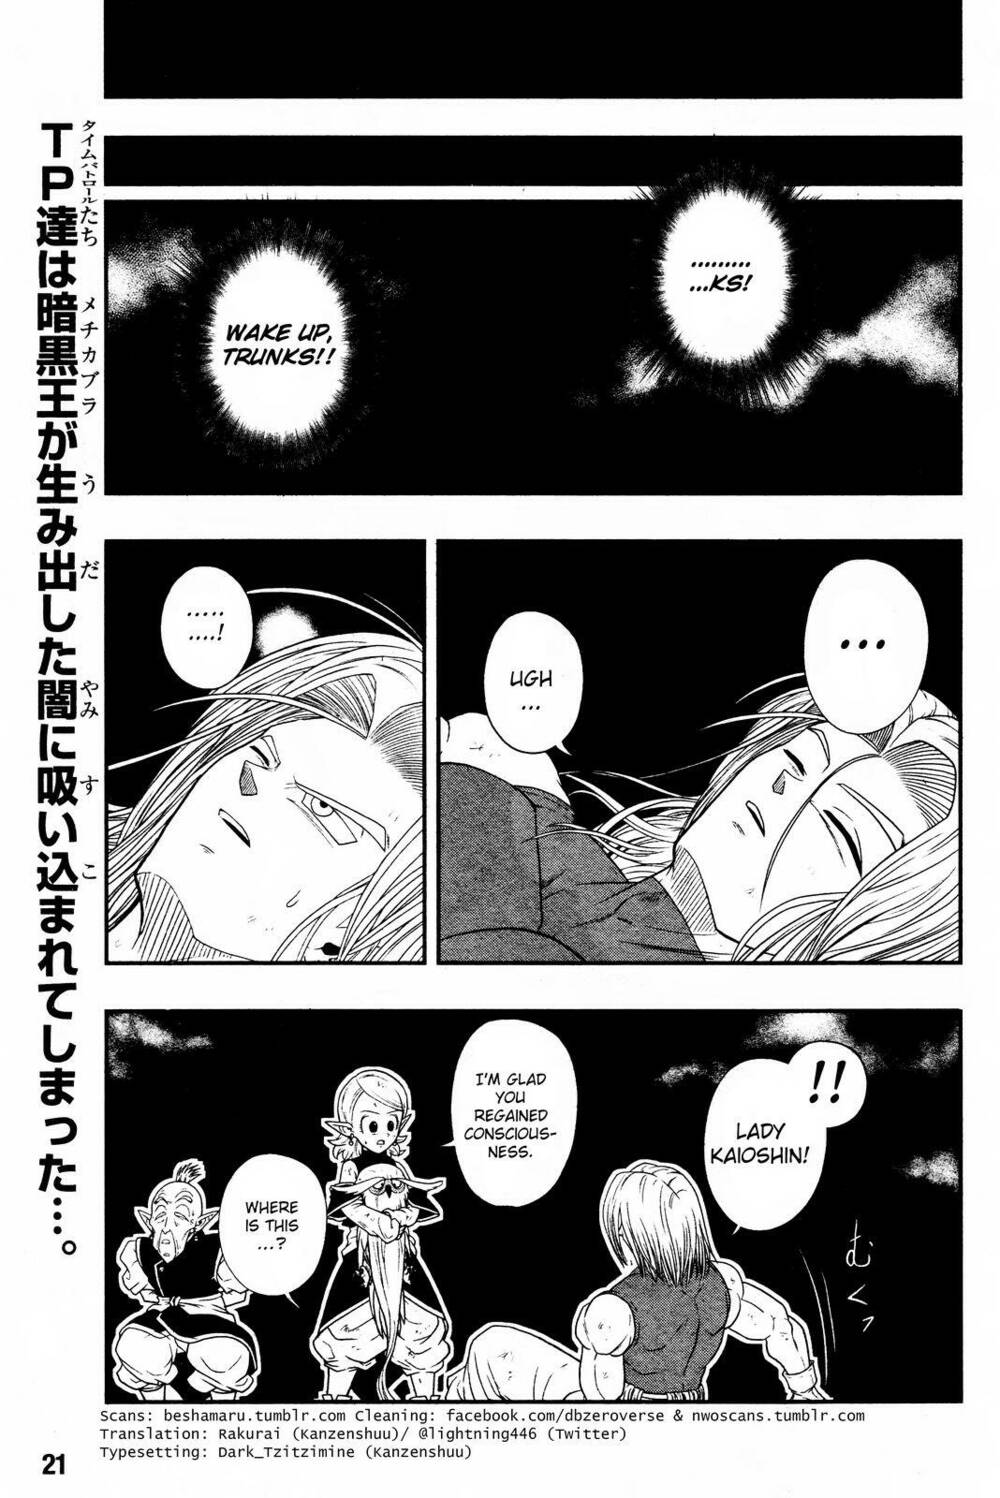 タイムパトロールたち メチカブラ う だ やみ す こ
TP達は暗黒王が生み出した闇に吸い込まれてしまった…。
.........
...KS!
WAKE UP,
TRUNKS!!
...
UGH
...
.....
....!
!!
LADY
KAIOSHIN!
I'M GLAD
YOU
REGAINED
CONSCIOUS-
NESS.
WHERE
IS THIS
...?
むくっ
Scans: beshamaru.tumblr.com Cleaning: facebook.com/dbzeroverse & nwoscans.tumblr.com
Translation: Rakurai (Kanzenshuu)/ @lightning446 (Twitter)
Typesetting: Dark_Tzitzimine (Kanzenshuu)
21